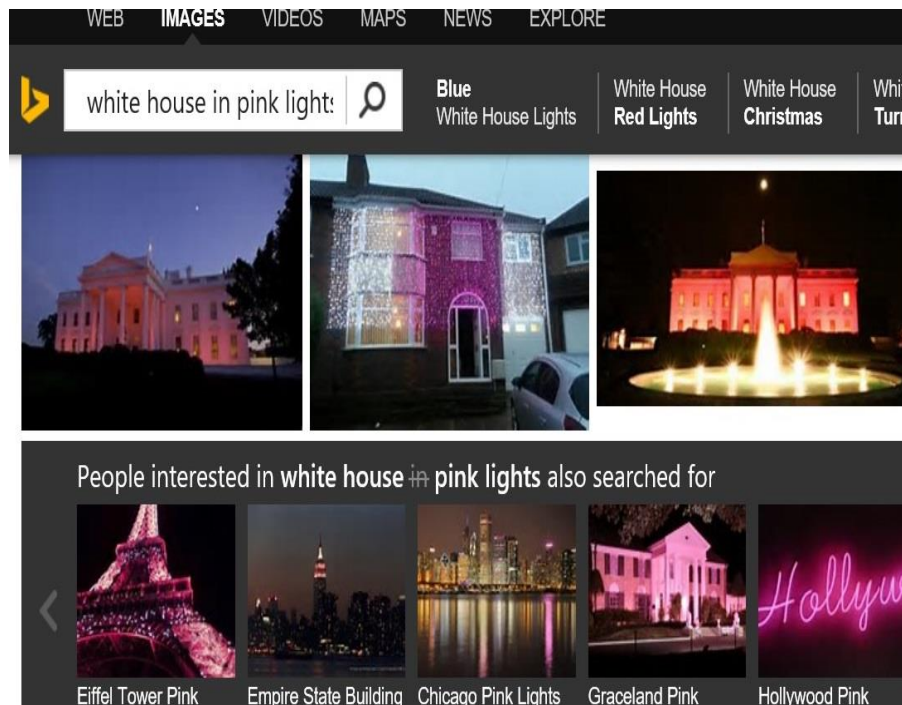 WEB IMAGES VIDEOS MAPS NEWS EXPLORE
white house in pink lights
Blue
White House Lights
White House
Red Lights
White House
Christmas
People interested in white house in pink lights also searched for
Eiffel Tower Pink
Empire State Building
Chicago Pink Lights
Graceland Pink
Hollywood Pink